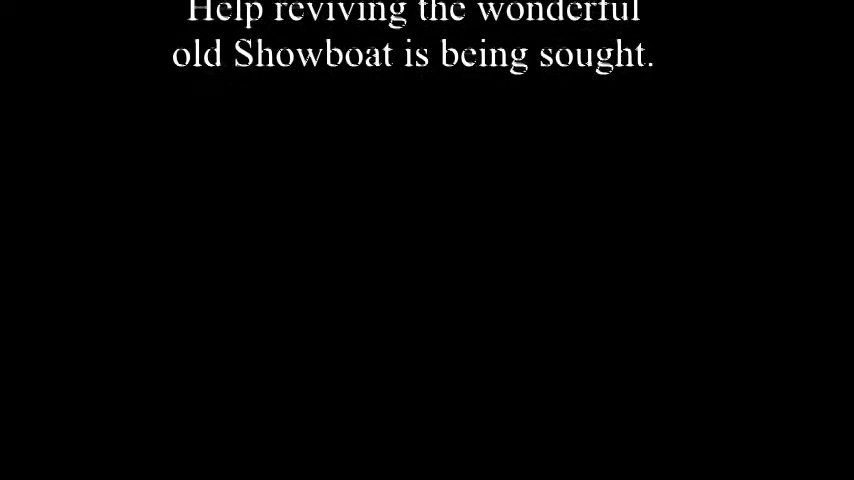 Help reviving the wonderful
old Showboat is being sought.